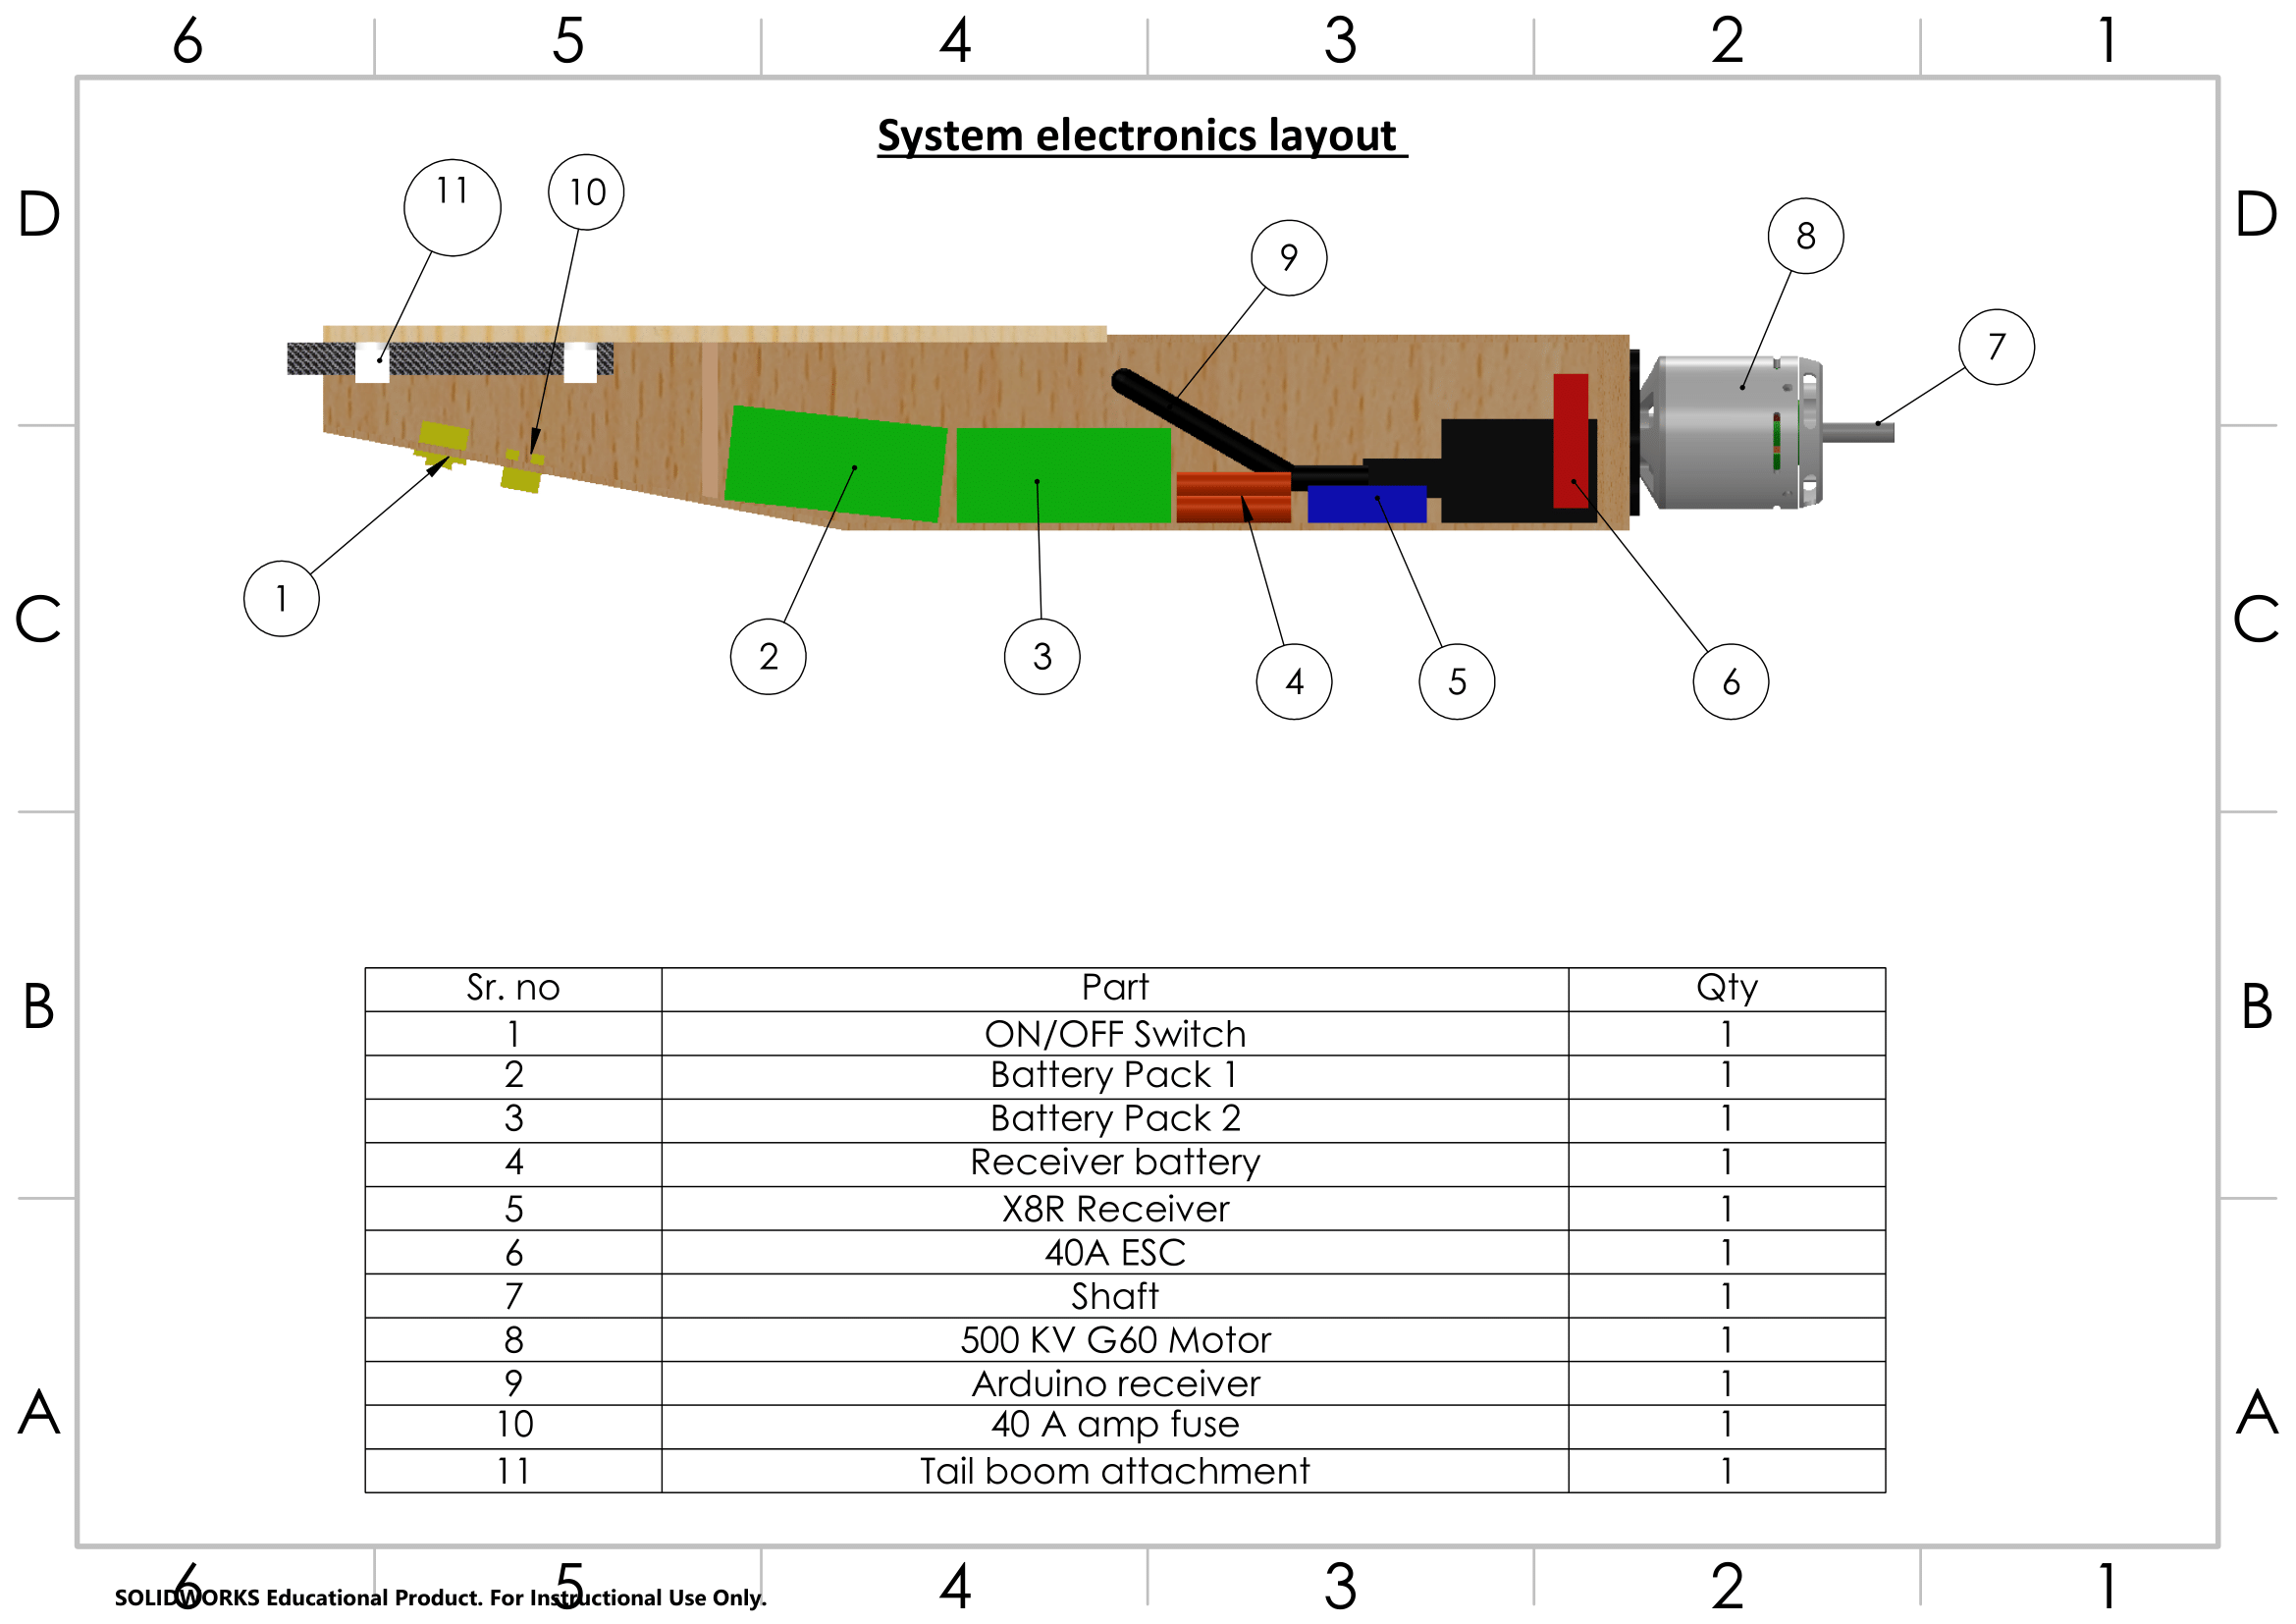 6 5 4 3 2 1
System electronics layout
D D
11 10 9 8 7
C C
1 2 3 4 5 6
B B
Sr. no Part Qty
1 ON/OFF Switch 1
2 Battery Pack 1 1
3 Battery Pack 2 1
4 Receiver battery 1
5 X8R Receiver 1
6 40A ESC 1
7 Shaft 1
8 500 KV G60 Motor 1
9 Arduino receiver 1
10 40 A amp fuse 1
11 Tail boom attachment 1
A A
6 5 4 3 2 1
SOLIDWORKS Educational Product. For Instructional Use Only.